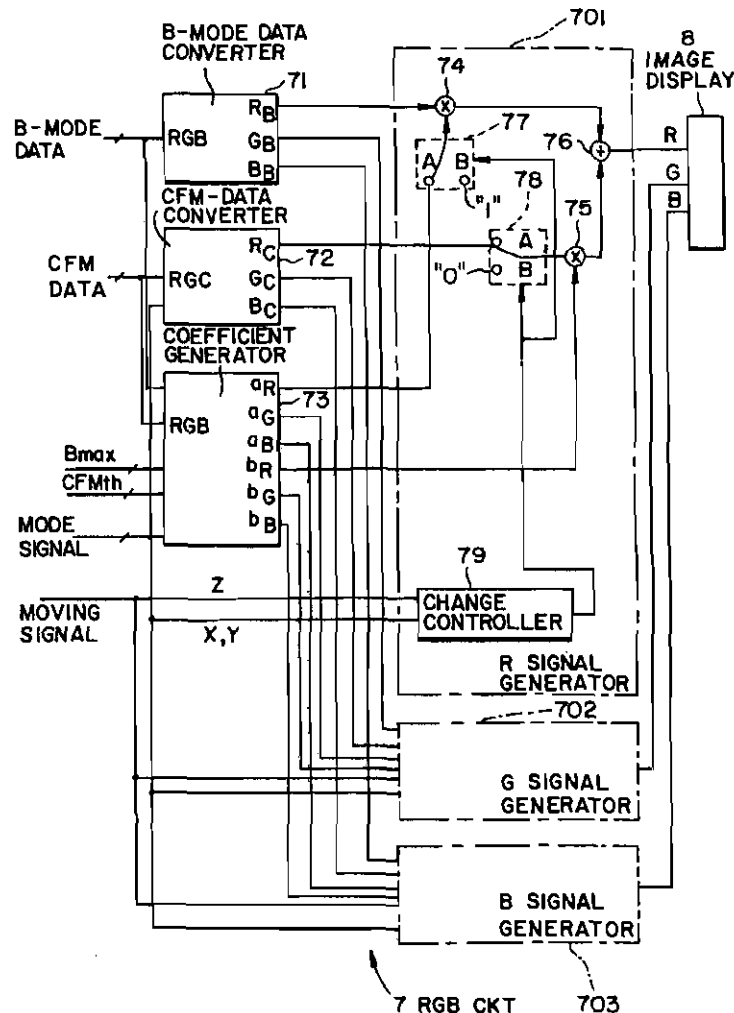 B-MODE DATA
CONVERTER
71
701
8
IMAGE
DISPLAY
74
RB
GB
BB
RGB
B-MODE
DATA
77
A
B
"1"
76
R
G
B
CFM-DATA
CONVERTER
78
75
RC
72
A
"0"
B
CFM
DATA
RGC
GC
BC
COEFFICIENT
GENERATOR
aR
73
aG
RGB
aB
Bmax
bR
CFMth
bG
MODE
SIGNAL
bB
79
Z
MOVING
SIGNAL
X,Y
CHANGE
CONTROLLER
R SIGNAL
GENERATOR
702
G SIGNAL
GENERATOR
B SIGNAL
GENERATOR
7 RGB CKT
703